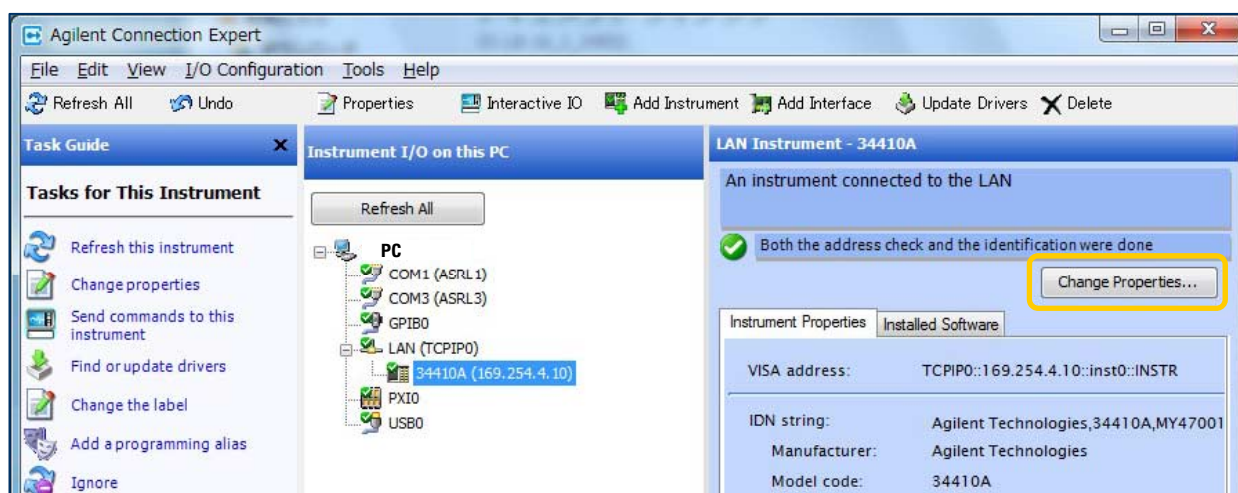 Agilent Connection Expert
File Edit View I/O Configuration Tools Help
Refresh All Undo Properties Interactive IO Add Instrument Add Interface Update Drivers Delete
Task Guide
Tasks for This Instrument
Refresh this instrument
Change properties
Send commands to this
instrument
Find or update drivers
Change the label
Add a programming alias
Ignore
Instrument I/O on this PC
Refresh All
PC
COM1 (ASRL1)
COM3 (ASRL3)
GPIB0
LAN (TCPIP0)
34410A (169.254.4.10)
PXI0
USB0
LAN Instrument - 34410A
An instrument connected to the LAN
Both the address check and the identification were done
Change Properties...
Instrument Properties Installed Software
VISA address: TCPIP0::169.254.4.10::inst0::INSTR
IDN string: Agilent Technologies,34410A,MY47001
Manufacturer: Agilent Technologies
Model code: 34410A